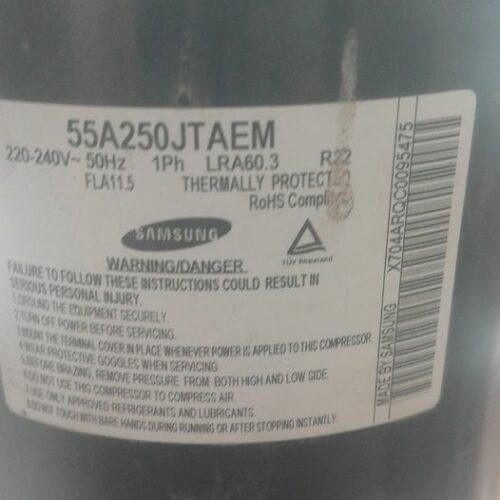 55A250JTAEM
220-240V~ 50Hz 1Ph LRA60.3 R22
FLA11.5 THERMALLY PROTECT
RoHS Compli
SAMSUNG
TÜV Rheinland
WARNING/DANGER
FAILURE TO FOLLOW THESE INSTRUCTIONS COULD RESULT IN
SERIOUS PERSONAL INJURY.
1.GROUND THE EQUIPMENT SECURELY.
2.TURN OFF POWER BEFORE SERVICING.
3.MOUNT THE TERMINAL COVER IN PLACE WHENEVER POWER IS APPLIED TO THIS COMPRESSOR.
4.WEAR PROTECTIVE GOGGLES WHEN SERVICING.
5.BEFORE BRAZING, REMOVE PRESSURE FROM BOTH HIGH AND LOW SIDE.
6.DO NOT USE THIS COMPRESSOR TO COMPRESS AIR.
7.USE ONLY APPROVED REFRIGERANTS AND LUBRICANTS.
8.DO NOT TOUCH WITH BARE HANDS DURING RUNNING OR AFTER STOPPING INSTANTLY.
MADE BY SAMSUNG X704ARQC0095475